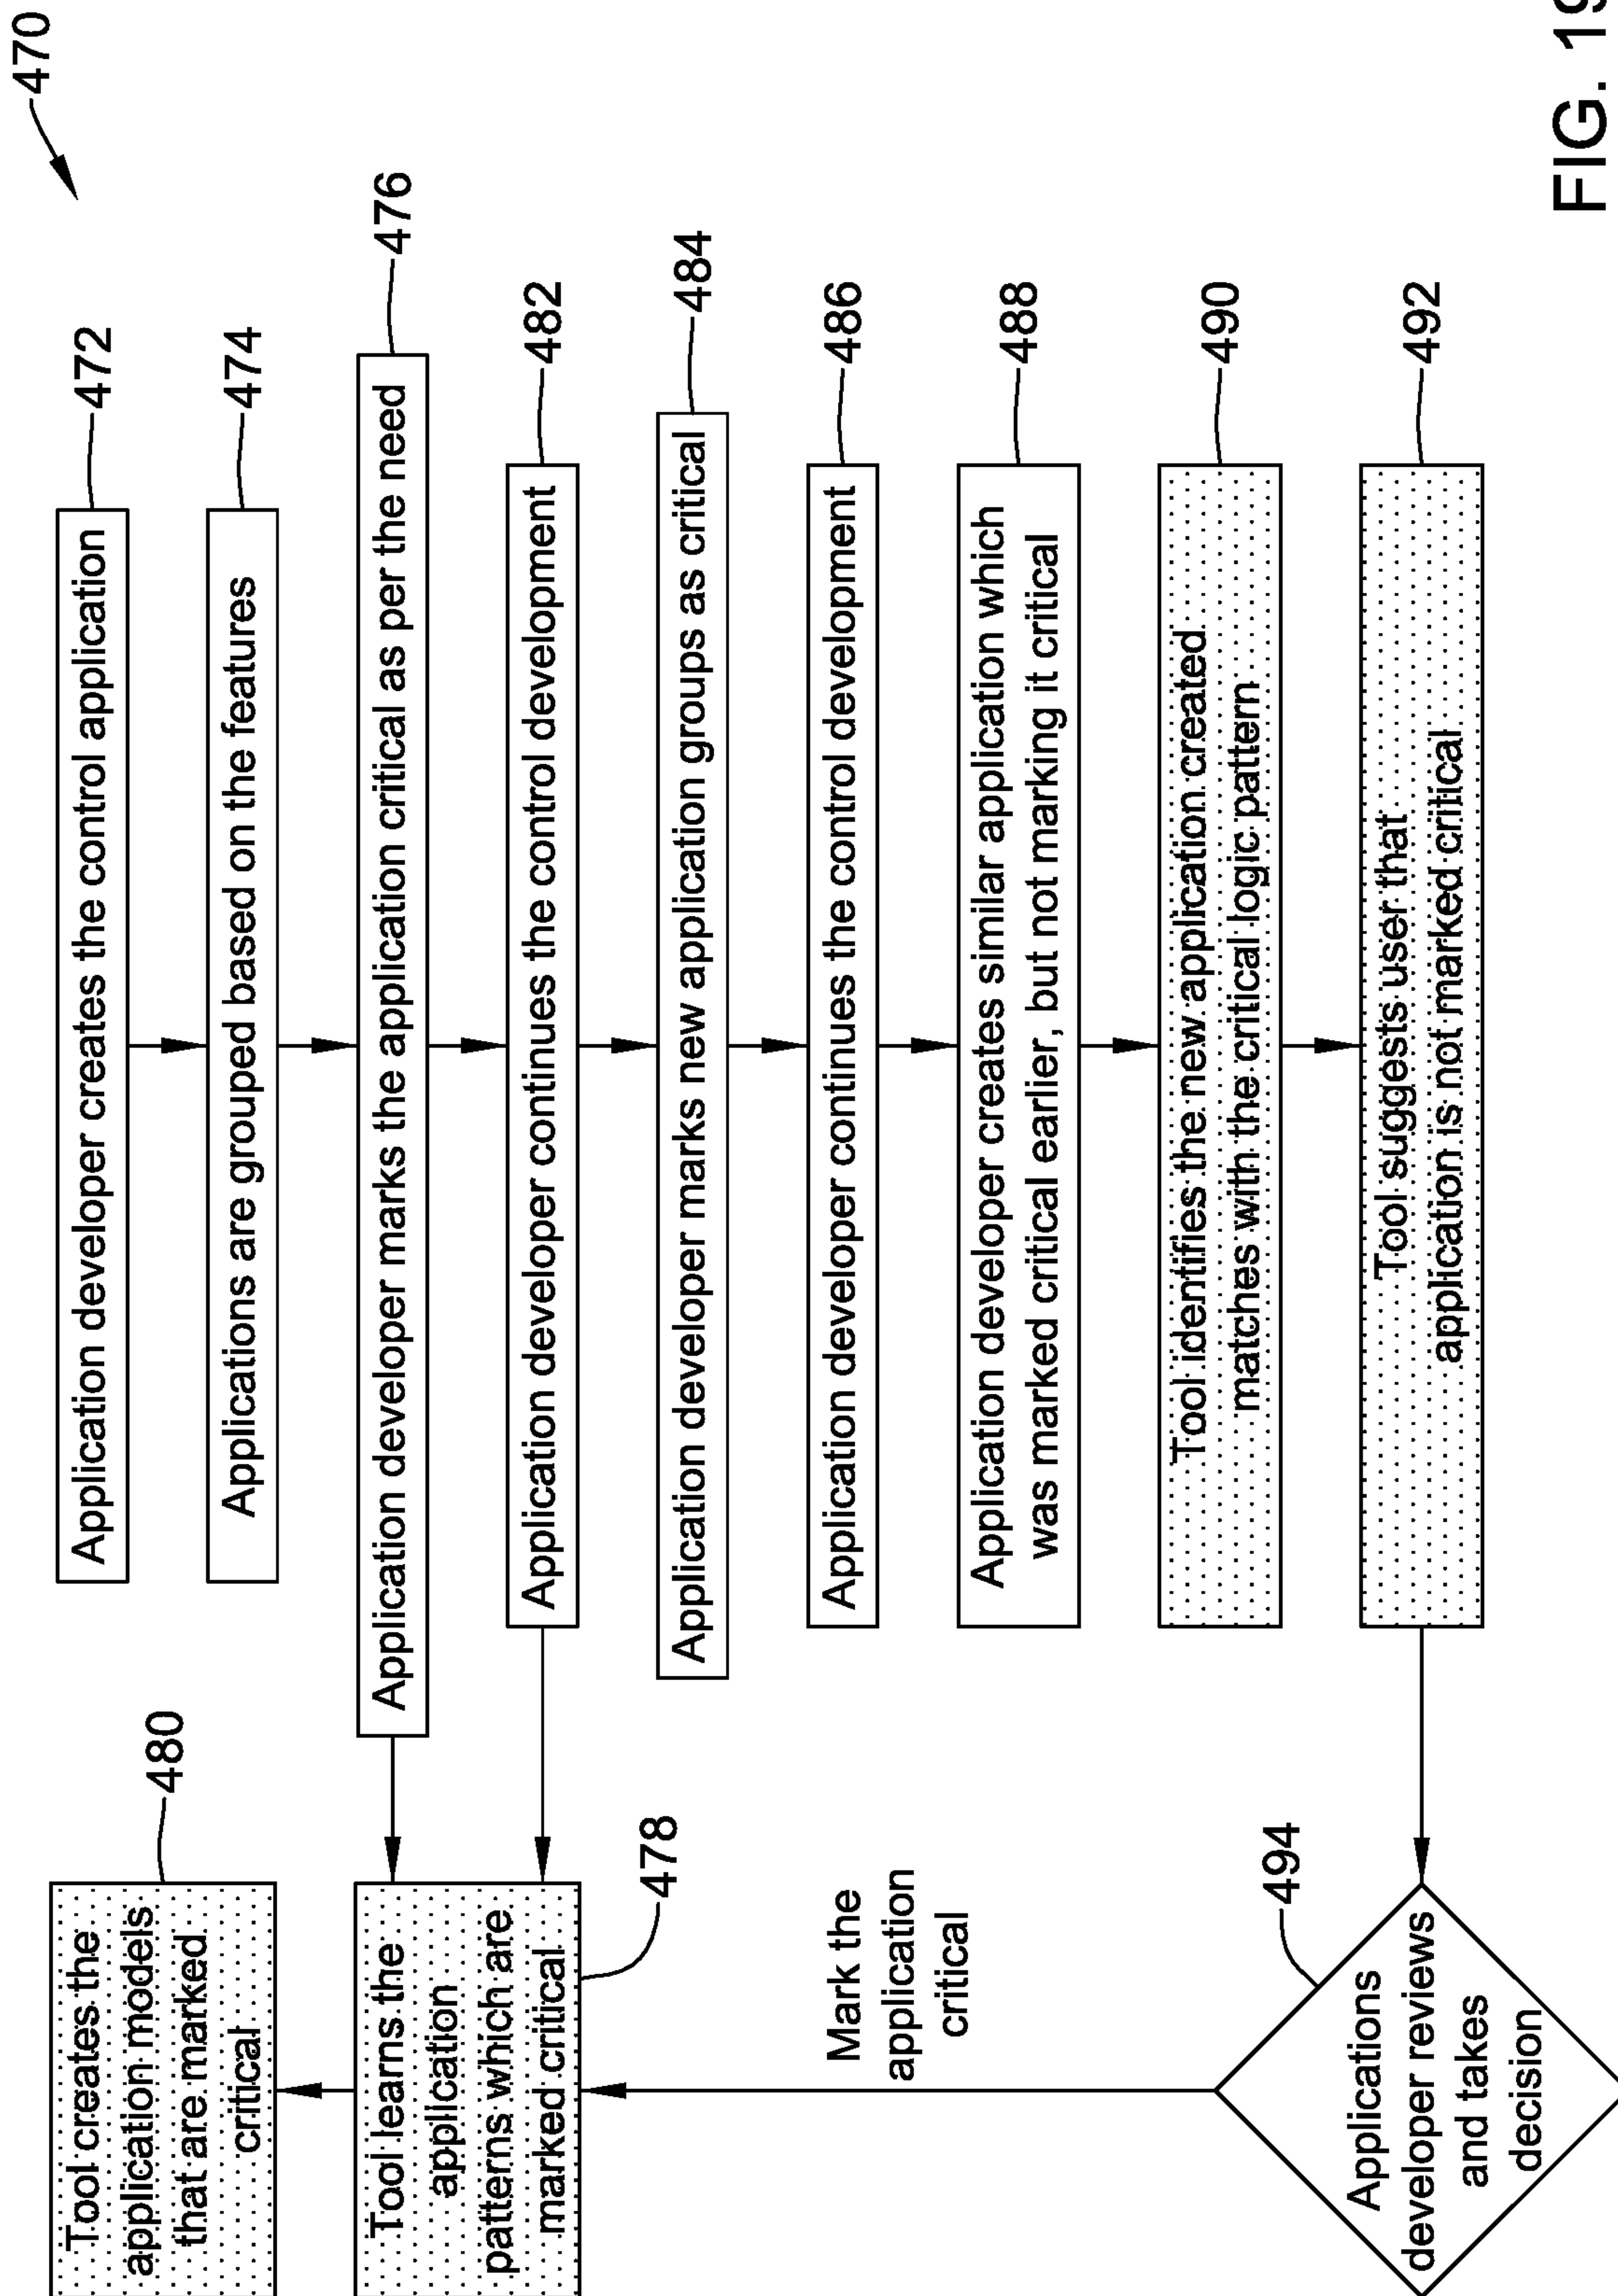 470
Application developer creates the control application
472
Applications are grouped based on the features
474
Application developer marks the application critical as per the need
476
Application developer continues the control development
482
Application developer marks new application groups as critical
484
Application developer continues the control development
486
Application developer creates similar application which
was marked critical earlier, but not marking it critical
488
Tool identifies the new application created
matches with the critical logic pattern
490
Tool suggests user that
application is not marked critical
492
Tool creates the
application models
that are marked
critical
480
Tool learns the
application
patterns which are
marked critical
478
Mark the
application
critical
Applications
developer reviews
and takes
decision
494
FIG. 19